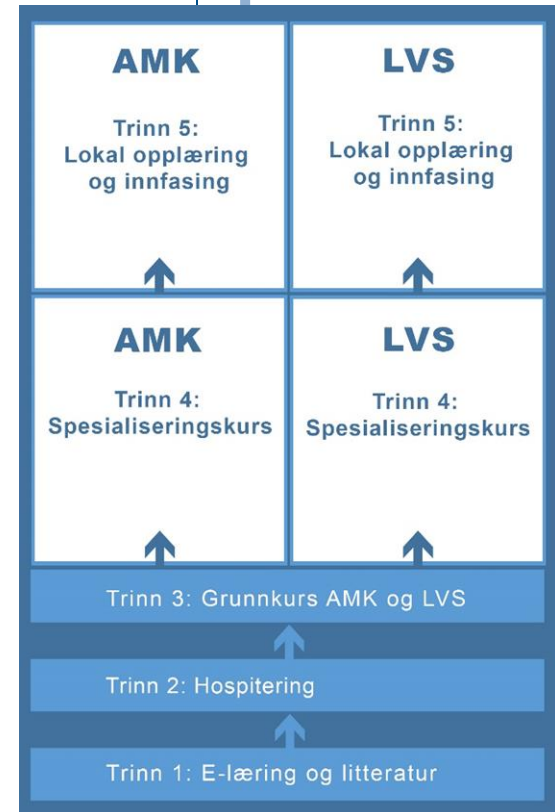 AMK
Trinn 5:
Lokal opplæring
og innfasing
LVS
Trinn 5:
Lokal opplæring
og innfasing
AMK
Trinn 4:
Spesialiseringskurs
LVS
Trinn 4:
Spesialiseringskurs
Trinn 3: Grunnkurs AMK og LVS
Trinn 2: Hospitering
Trinn 1: E-læring og litteratur